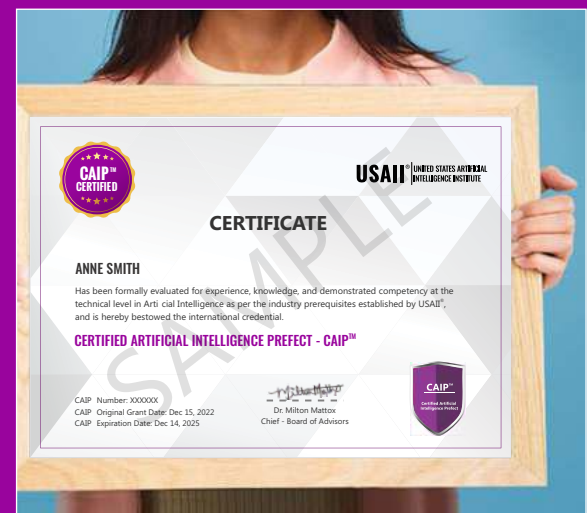 CAIP™
CERTIFIED
USAII® UNITED STATES ARTIFICIAL
INTELLIGENCE INSTITUTE
CERTIFICATE
ANNE SMITH
Has been formally evaluated for experience, knowledge, and demonstrated competency at the
technical level in Arti cial Intelligence as per the industry prerequisites established by USAII®,
and is hereby bestowed the international credential.
CERTIFIED ARTIFICIAL INTELLIGENCE PREFECT - CAIP™
SAMPLE
CAIP Number: XXXXXX
CAIP Original Grant Date: Dec 15, 2022
CAIP Expiration Date: Dec 14, 2025
Milton Mattox
Dr. Milton Mattox
Chief - Board of Advisors
CAIP™
Certified Artificial
Intelligence Prefect